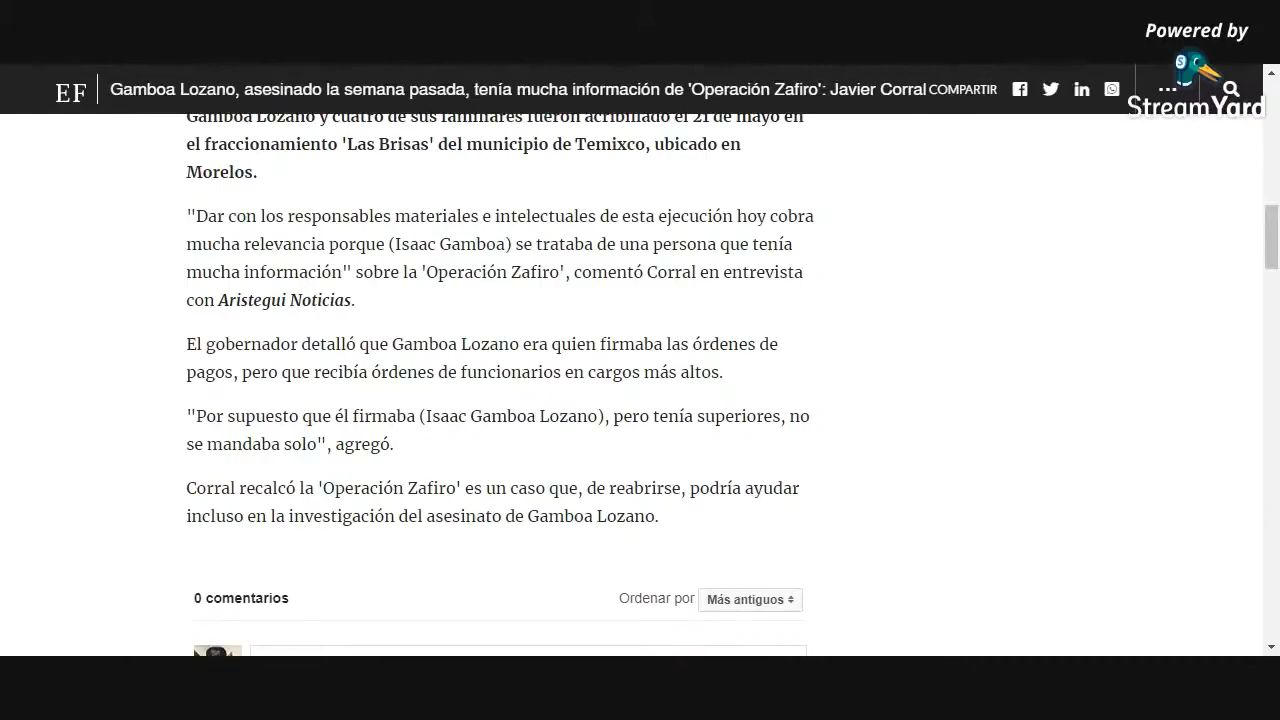 Powered by
StreamYard
EF
Gamboa Lozano, asesinado la semana pasada, tenía mucha información de 'Operación Zafiro': Javier Corral
COMPARTIR
Gamboa Lozano y cuatro de sus familiares fueron acribillado el 21 de mayo en
el fraccionamiento 'Las Brisas' del municipio de Temixco, ubicado en
Morelos.
"Dar con los responsables materiales e intelectuales de esta ejecución hoy cobra
mucha relevancia porque (Isaac Gamboa) se trataba de una persona que tenía
mucha información" sobre la 'Operación Zafiro', comentó Corral en entrevista
con Aristegui Noticias.
El gobernador detalló que Gamboa Lozano era quien firmaba las órdenes de
pagos, pero que recibía órdenes de funcionarios en cargos más altos.
"Por supuesto que él firmaba (Isaac Gamboa Lozano), pero tenía superiores, no
se mandaba solo", agregó.
Corral recalcó la 'Operación Zafiro' es un caso que, de reabrirse, podría ayudar
incluso en la investigación del asesinato de Gamboa Lozano.
0 comentarios
Ordenar por
Más antiguos